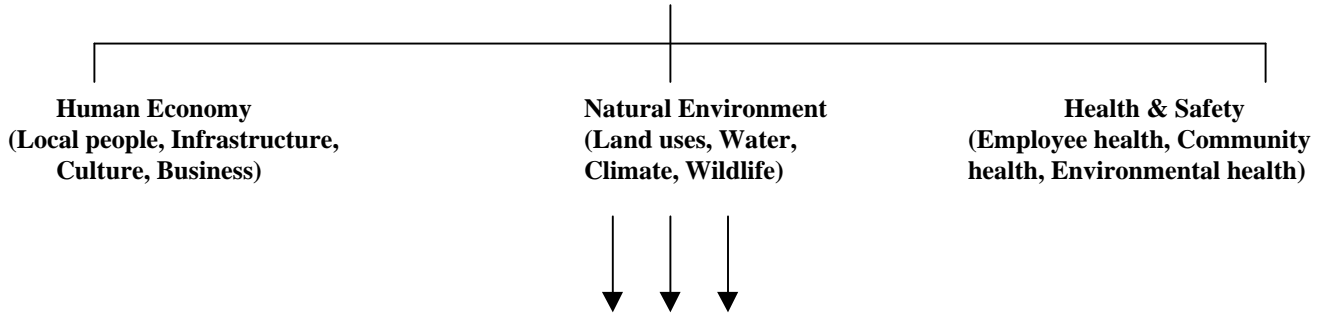 Human Economy
(Local people, Infrastructure,
Culture, Business)
Natural Environment
(Land uses, Water,
Climate, Wildlife)
Health & Safety
(Employee health, Community
health, Environmental health)